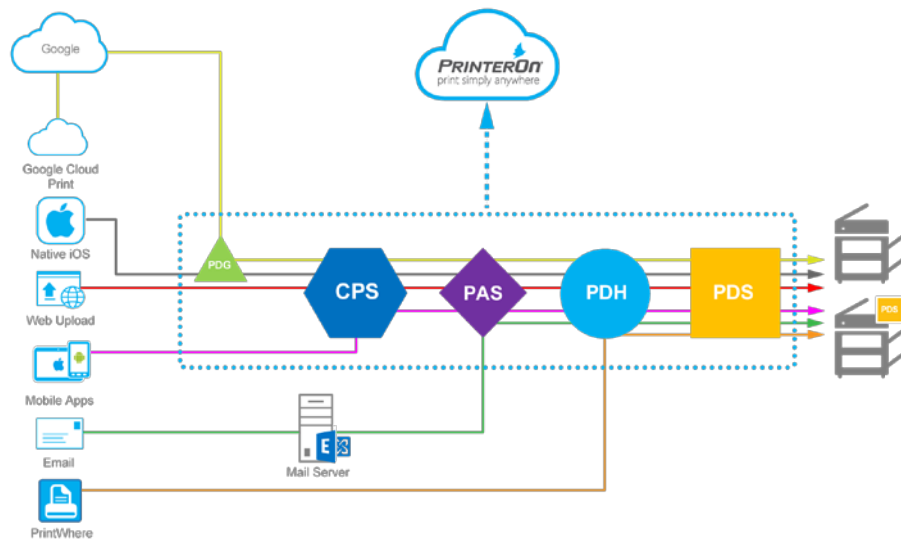 Google
PRINTERON
print simply anywhere
Google Cloud
Print
Native iOS
PDG
Web Upload
CPS
PAS
PDH
PDS
PDS
Mobile Apps
Email
E
Mail Server
PrintWhere